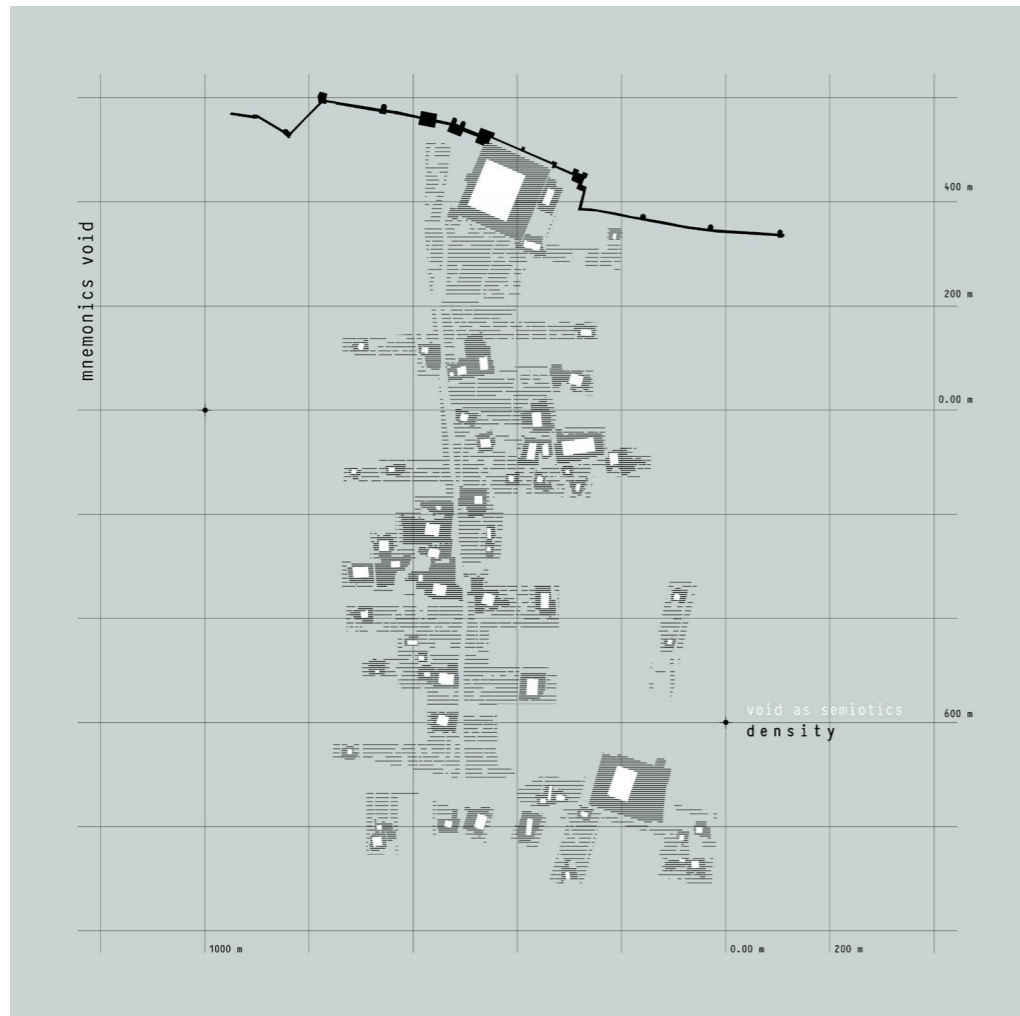 400 m
mnemonics void
200 m
0.00 m
void as semiotics
600 m
density
1000 m
0.00 m
200 m